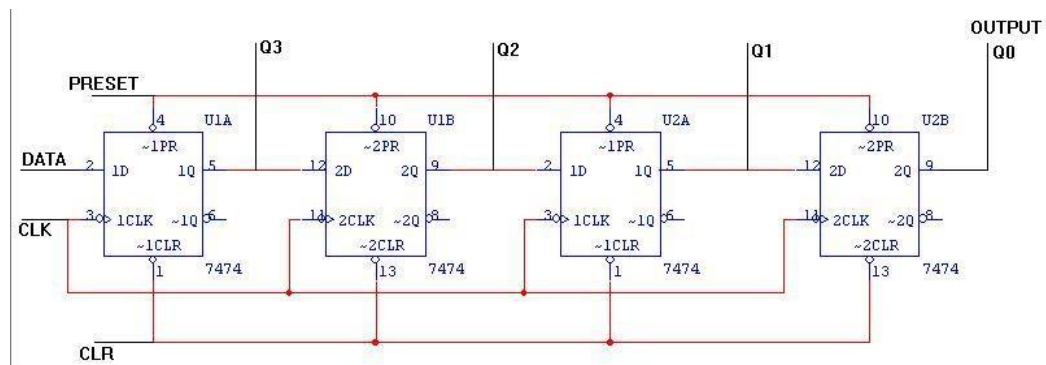 OUTPUT
Q3 Q2 Q1 Q0
PRESET
4 U1A 10 U1B 4 U2A 10 U2B
~1PR ~2PR ~1PR ~2PR
DATA 2 1D 1Q 5 12 2D 2Q 9 2 1D 1Q 5 12 2D 2Q 9
CLK 3 1CLK ~1Q 6 11 2CLK ~2Q 8 3 1CLK ~1Q 6 11 2CLK ~2Q 8
~1CLR ~2CLR ~1CLR ~2CLR
1 7474 13 7474 1 7474 13 7474
CLR